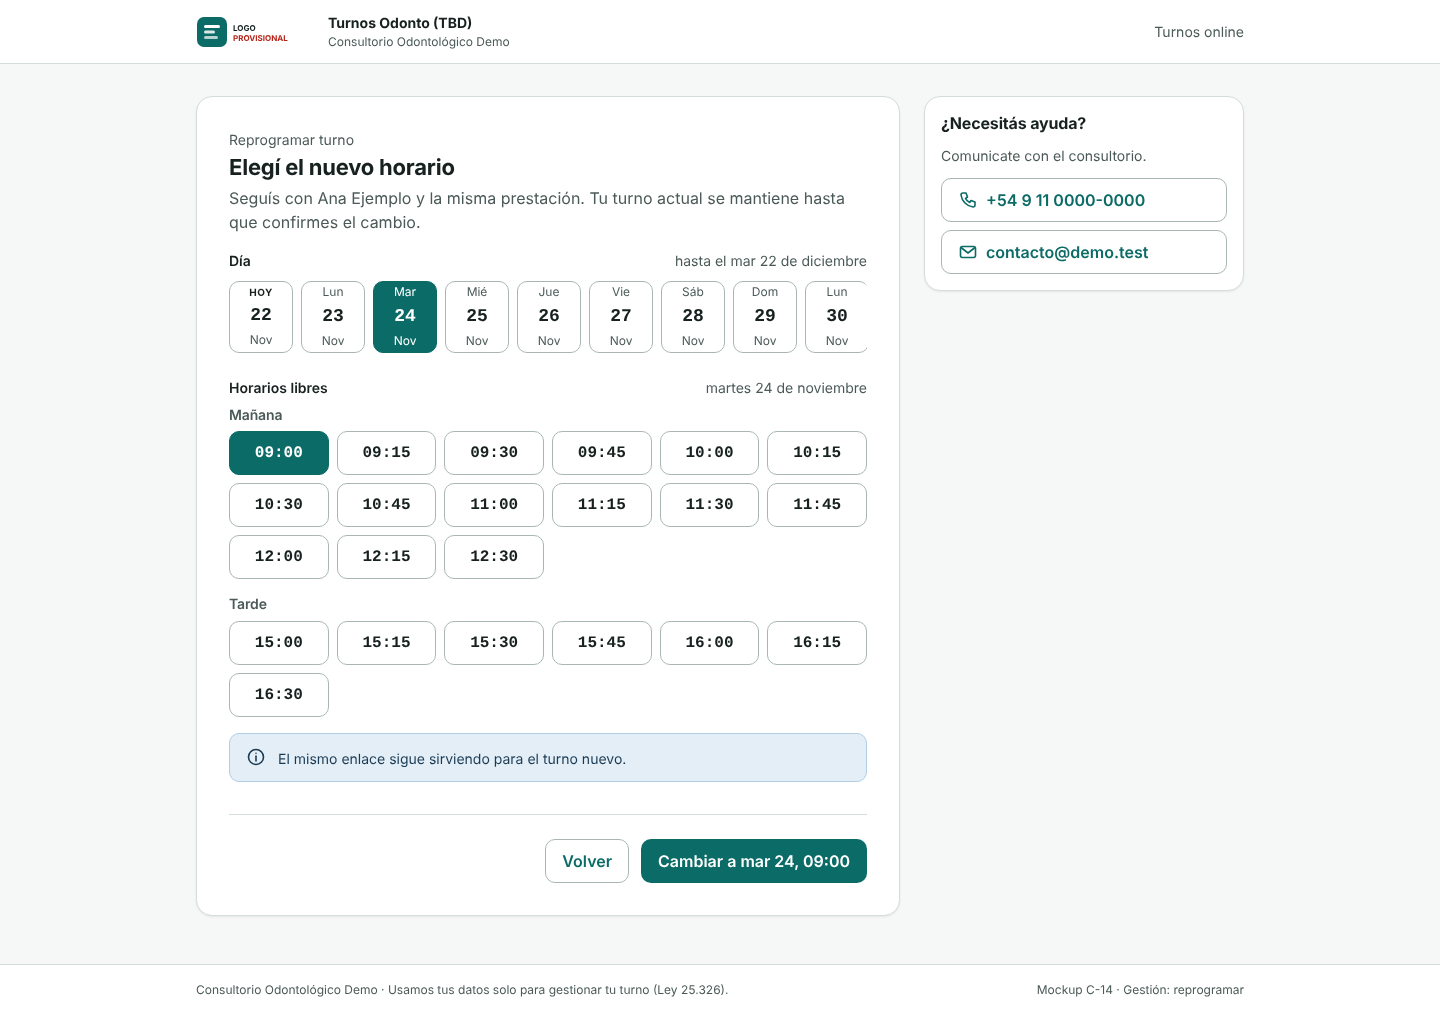 LOGO
PROVISIONAL
Turnos Odonto (TBD)
Consultorio Odontológico Demo
Turnos online
Reprogramar turno
Elegí el nuevo horario
Seguís con Ana Ejemplo y la misma prestación. Tu turno actual se mantiene hasta
que confirmes el cambio.
Día
hasta el mar 22 de diciembre
HOY 22 Nov
Lun 23 Nov
Mar 24 Nov
Mié 25 Nov
Jue 26 Nov
Vie 27 Nov
Sáb 28 Nov
Dom 29 Nov
Lun 30 Nov
Horarios libres
martes 24 de noviembre
Mañana
09:00 09:15 09:30 09:45 10:00 10:15
10:30 10:45 11:00 11:15 11:30 11:45
12:00 12:15 12:30
Tarde
15:00 15:15 15:30 15:45 16:00 16:15
16:30
El mismo enlace sigue sirviendo para el turno nuevo.
Volver
Cambiar a mar 24, 09:00
¿Necesitás ayuda?
Comunicate con el consultorio.
+54 9 11 0000-0000
contacto@demo.test
Consultorio Odontológico Demo · Usamos tus datos solo para gestionar tu turno (Ley 25.326).
Mockup C-14 · Gestión: reprogramar